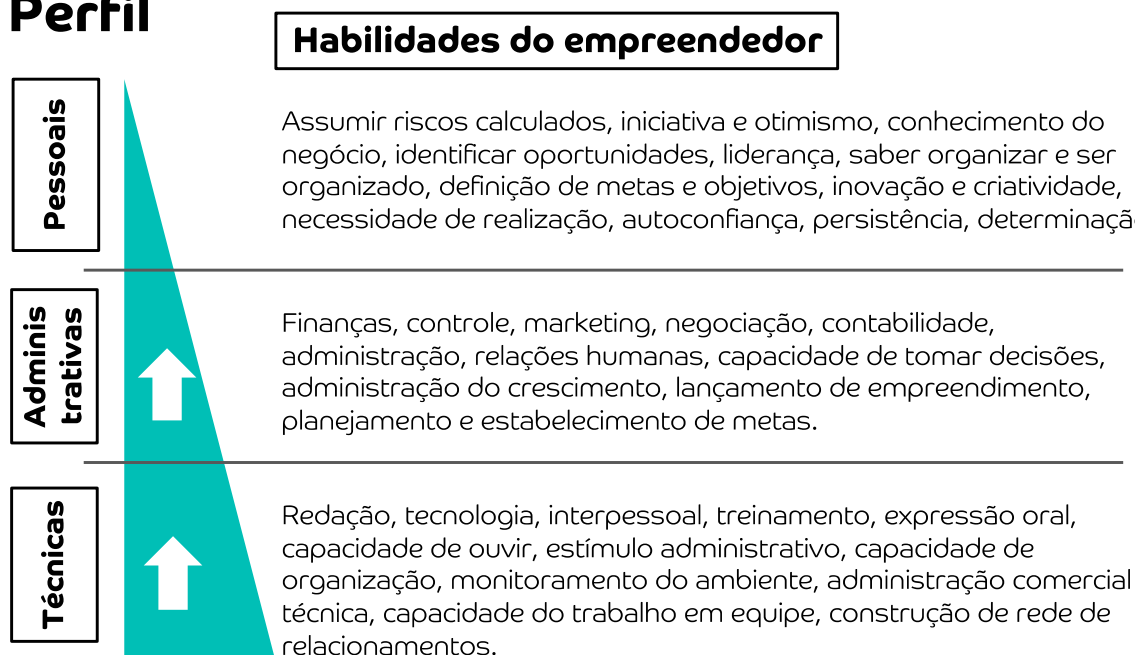 Perfil
Habilidades do empreendedor
Pessoais
Assumir riscos calculados, iniciativa e otimismo, conhecimento do
negócio, identificar oportunidades, liderança, saber organizar e ser
organizado, definição de metas e objetivos, inovação e criatividade,
necessidade de realização, autoconfiança, persistência, determinaçã
Adminis
trativas
Finanças, controle, marketing, negociação, contabilidade,
administração, relações humanas, capacidade de tomar decisões,
administração do crescimento, lançamento de empreendimento,
planejamento e estabelecimento de metas.
Técnicas
Redação, tecnologia, interpessoal, treinamento, expressão oral,
capacidade de ouvir, estímulo administrativo, capacidade de
organização, monitoramento do ambiente, administração comercial
técnica, capacidade do trabalho em equipe, construção de rede de
relacionamentos.